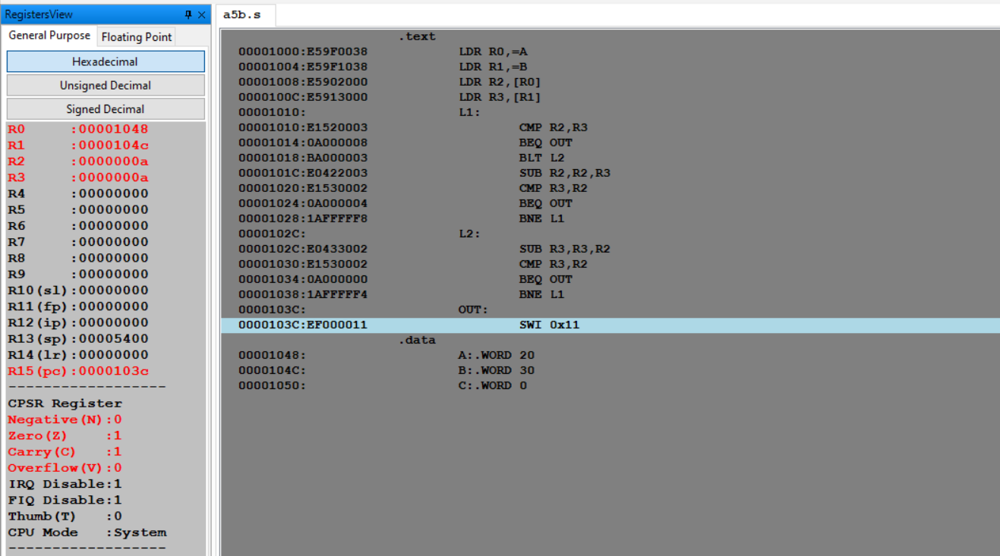 RegistersView
General Purpose Floating Point
Hexadecimal
Unsigned Decimal
Signed Decimal
R0 :00001048
R1 :0000104c
R2 :0000000a
R3 :0000000a
R4 :00000000
R5 :00000000
R6 :00000000
R7 :00000000
R8 :00000000
R9 :00000000
R10(sl):00000000
R11(fp):00000000
R12(ip):00000000
R13(sp):00005400
R14(lr):00000000
R15(pc):0000103c
------------------
CPSR Register
Negative(N):0
Zero(Z) :1
Carry(C) :1
Overflow(V):0
IRQ Disable:1
FIQ Disable:1
Thumb(T) :0
CPU Mode :System
------------------
a5b.s
.text
00001000:E59F0038 LDR R0,=A
00001004:E59F1038 LDR R1,=B
00001008:E5902000 LDR R2,[R0]
0000100C:E5913000 LDR R3,[R1]
00001010: L1:
00001010:E1520003 CMP R2,R3
00001014:0A000008 BEQ OUT
00001018:BA000003 BLT L2
0000101C:E0422003 SUB R2,R2,R3
00001020:E1530002 CMP R3,R2
00001024:0A000004 BEQ OUT
00001028:1AFFFFF8 BNE L1
0000102C: L2:
0000102C:E0433002 SUB R3,R3,R2
00001030:E1530002 CMP R3,R2
00001034:0A000000 BEQ OUT
00001038:1AFFFFF4 BNE L1
0000103C: OUT:
0000103C:EF000011 SWI 0x11
.data
00001048: A:.WORD 20
0000104C: B:.WORD 30
00001050: C:.WORD 0